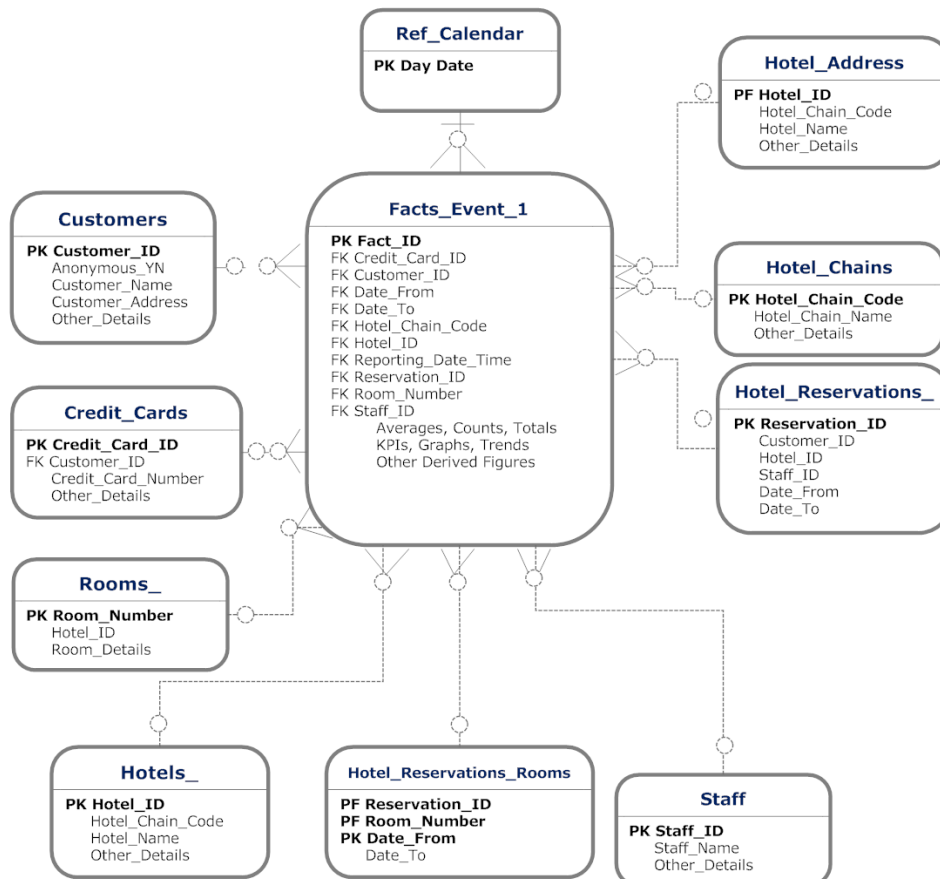 Ref_Calendar
PK Day Date
Hotel_Address
PF Hotel_ID
Hotel_Chain_Code
Hotel_Name
Other_Details
Customers
PK Customer_ID
Anonymous_YN
Customer_Name
Customer_Address
Other_Details
Facts_Event_1
PK Fact_ID
FK Credit_Card_ID
FK Customer_ID
FK Date_From
FK Date_To
FK Hotel_Chain_Code
FK Hotel_ID
FK Reporting_Date_Time
FK Reservation_ID
FK Room_Number
FK Staff_ID
Averages, Counts, Totals
KPIs, Graphs, Trends
Other Derived Figures
Hotel_Chains
PK Hotel_Chain_Code
Hotel_Chain_Name
Other_Details
Credit_Cards
PK Credit_Card_ID
FK Customer_ID
Credit_Card_Number
Other_Details
Hotel_Reservations_
PK Reservation_ID
Customer_ID
Hotel_ID
Staff_ID
Date_From
Date_To
Rooms_
PK Room_Number
Hotel_ID
Room_Details
Hotels_
PK Hotel_ID
Hotel_Chain_Code
Hotel_Name
Other_Details
Hotel_Reservations_Rooms
PF Reservation_ID
PF Room_Number
PK Date_From
Date_To
Staff
PK Staff_ID
Staff_Name
Other_Details